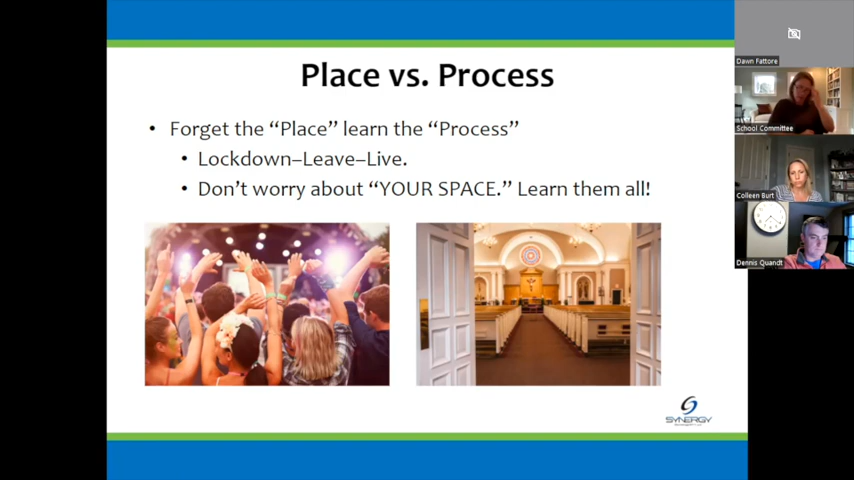 Place vs. Process
• Forget the “Place” learn the “Process”
• Lockdown–Leave–Live.
• Don’t worry about “YOUR SPACE.” Learn them all!
SYNERGY
Dawn Fattore
School Committee
Colleen Burt
Dennis Quandt